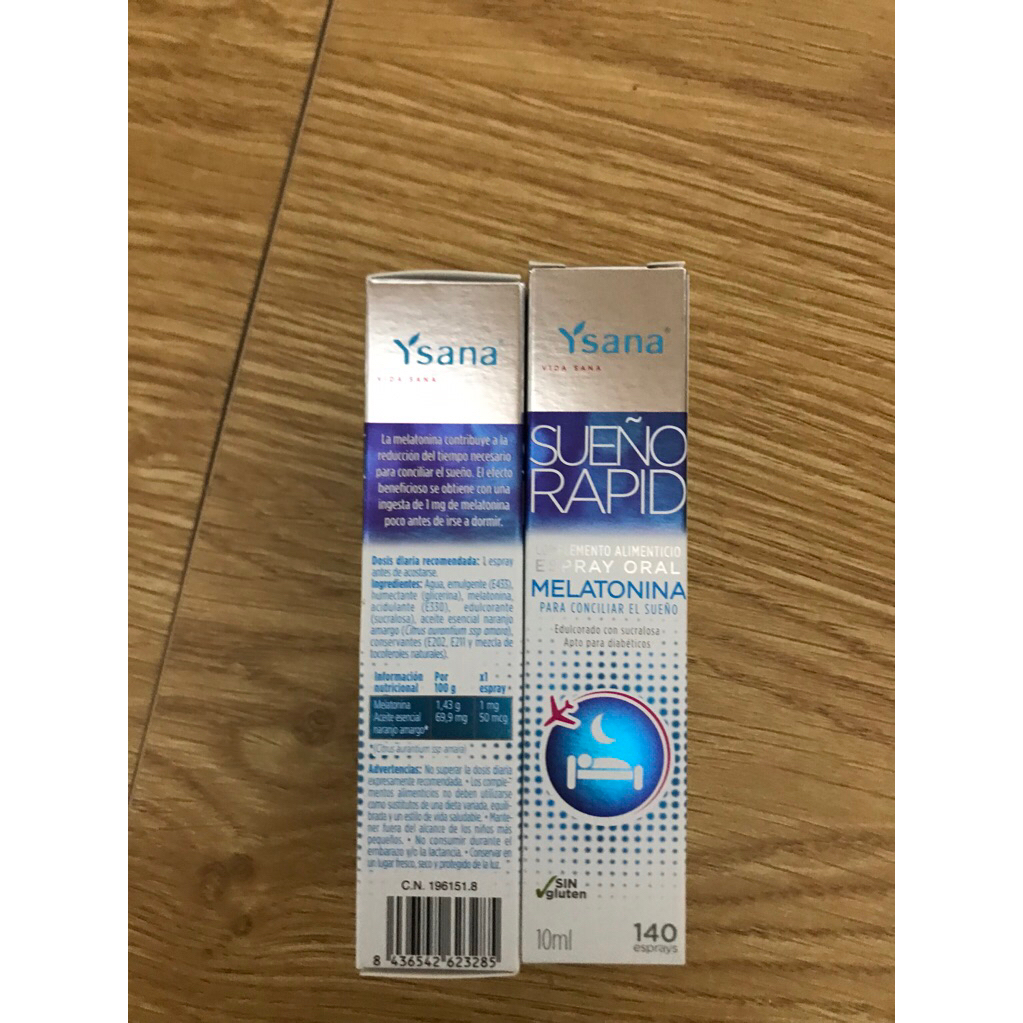 Ysana
VIDA SANA
La melatonina contribuye a la
reducción del tiempo necesario
para conciliar el sueño. El efecto
beneficioso se obtiene con una
ingesta de 1 mg de melatonina
poco antes de irse a dormir.
Dosis diaria recomendada: 1 espray
antes de acostarse.
Ingredientes: Agua, emulgente (E433),
humectante (glicerina), melatonina,
acidulante (E330), edulcorante
(sucralosa), aceite esencial naranjo
amargo (Citrus aurantium ssp amara),
conservantes (E202, E211 y mezcla de
tocoferoles naturales).
Información Por x1
nutricional 100 g espray
Melatonina 1,43 g 1 mg
Aceite esencial 69,9 mg 50 mcg
naranjo amargo*
*(Citrus aurantium ssp amara)
Advertencias: No superar la dosis diaria
expresamente recomendada. • Los comple-
mentos alimenticios no deben utilizarse
como sustitutos de una dieta variada, equili-
brada y un estilo de vida saludable. • Mante-
ner fuera del alcance de los niños más
pequeños. • No consumir durante el
embarazo y/o la lactancia. • Conservar en
un lugar fresco, seco y protegido de la luz.
C.N. 196151.8
8 436542 623285
Ysana®
VIDA SANA
SUEÑO
RAPID
COMPLEMENTO ALIMENTICIO
ESPRAY ORAL
MELATONINA
PARA CONCILIAR EL SUEÑO
Edulcorado con sucralosa
Apto para diabéticos
SIN
gluten
10ml
140
esprays